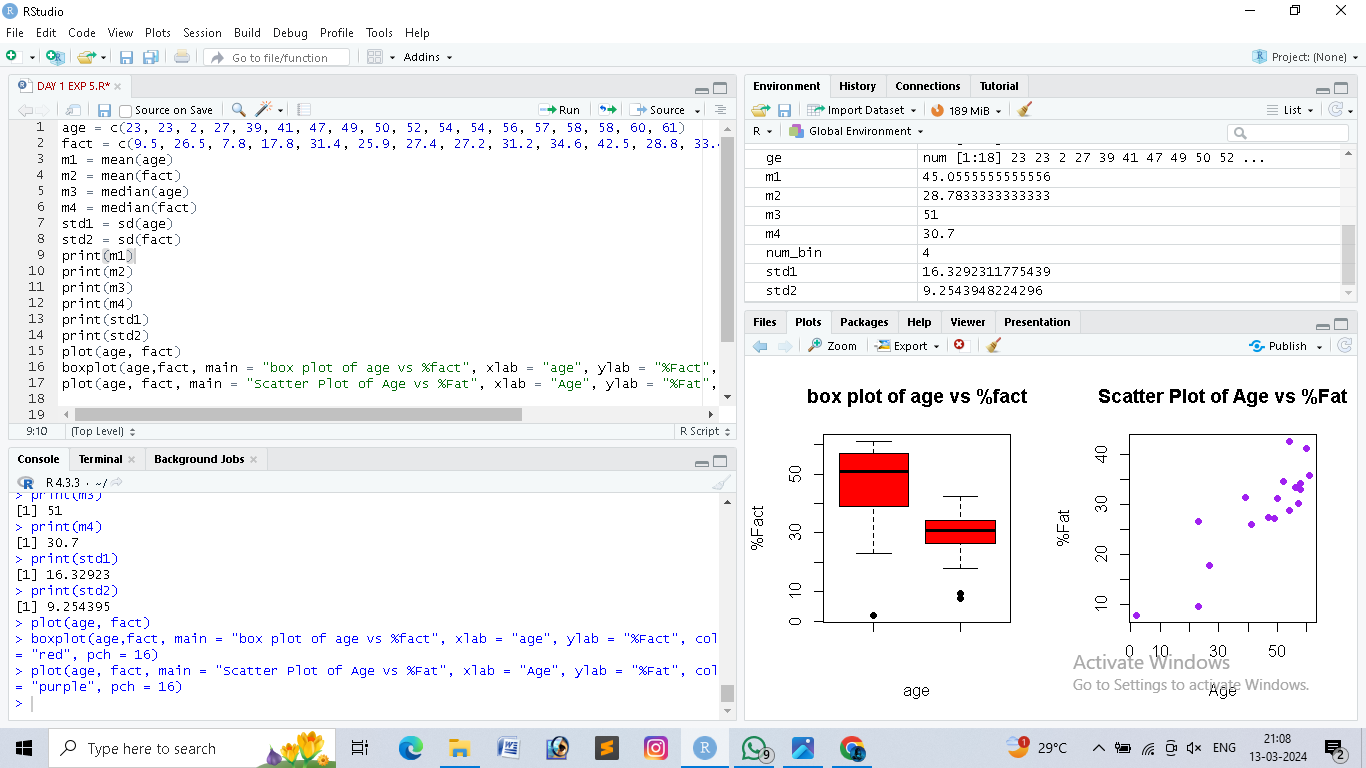 RStudio
File Edit Code View Plots Session Build Debug Profile Tools Help
Go to file/function Addins Project: (None)
DAY 1 EXP 5.R*
Source on Save Run Source
1 age = c(23, 23, 2, 27, 39, 41, 47, 49, 50, 52, 54, 54, 56, 57, 58, 58, 60, 61)
2 fact = c(9.5, 26.5, 7.8, 17.8, 31.4, 25.9, 27.4, 27.2, 31.2, 34.6, 42.5, 28.8, 33.4
3 m1 = mean(age)
4 m2 = mean(fact)
5 m3 = median(age)
6 m4 = median(fact)
7 std1 = sd(age)
8 std2 = sd(fact)
9 print(m1)
10 print(m2)
11 print(m3)
12 print(m4)
13 print(std1)
14 print(std2)
15 plot(age, fact)
16 boxplot(age,fact, main = "box plot of age vs %fact", xlab = "age", ylab = "%Fact",
17 plot(age, fact, main = "Scatter Plot of Age vs %Fat", xlab = "Age", ylab = "%Fat",
18
19
9:10 (Top Level) R Script
Console Terminal Background Jobs
R 4.3.3 · ~/
> print(m3)
[1] 51
> print(m4)
[1] 30.7
> print(std1)
[1] 16.32923
> print(std2)
[1] 9.254395
> plot(age, fact)
> boxplot(age,fact, main = "box plot of age vs %fact", xlab = "age", ylab = "%Fact", col
= "red", pch = 16)
> plot(age, fact, main = "Scatter Plot of Age vs %Fat", xlab = "Age", ylab = "%Fat", col
= "purple", pch = 16)
>
Environment History Connections Tutorial
Import Dataset 189 MiB List
R Global Environment
ge num [1:18] 23 23 2 27 39 41 47 49 50 52 ...
m1 45.0555555555556
m2 28.7833333333333
m3 51
m4 30.7
num_bin 4
std1 16.3292311775439
std2 9.2543948224296
Files Plots Packages Help Viewer Presentation
Zoom Export Publish
box plot of age vs %fact
%Fact
50
30
10
0
age
Scatter Plot of Age vs %Fat
%Fat
40
30
20
10
0 10 30 50
Age
Activate Windows
Go to Settings to activate Windows.
Type here to search
9
1
29°C
ENG
21:08
13-03-2024
2